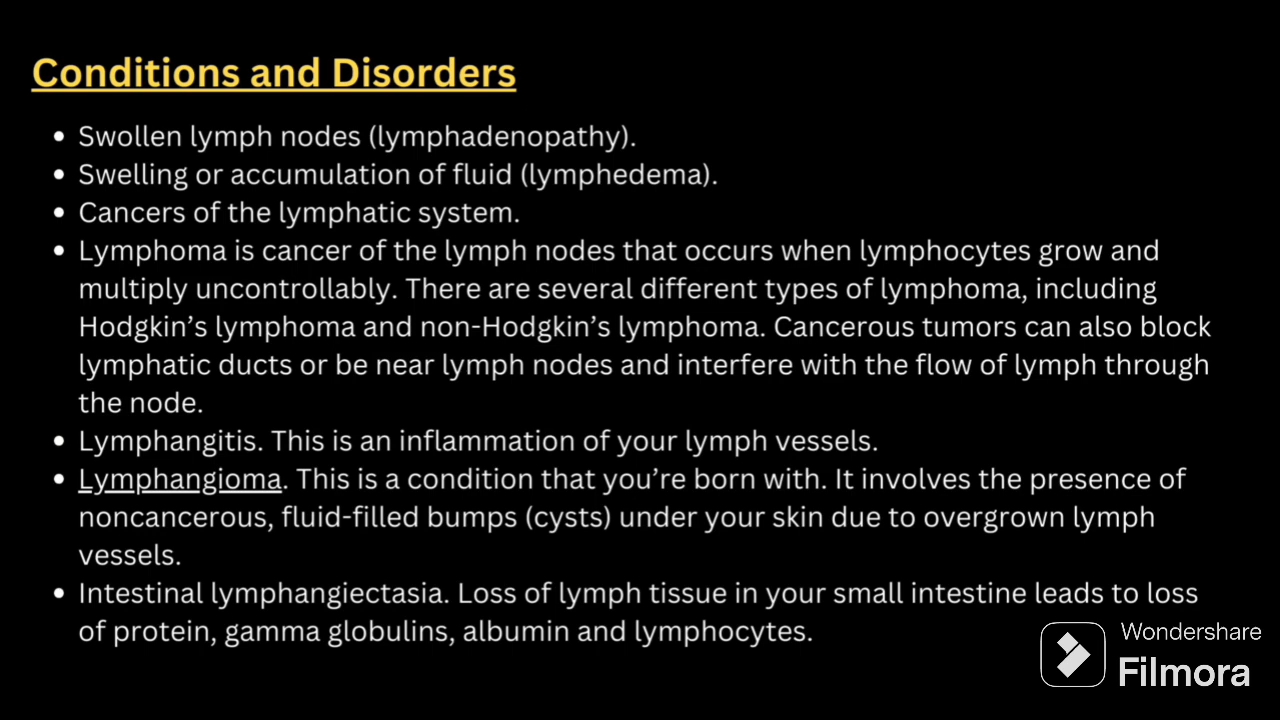 Conditions and Disorders
• Swollen lymph nodes (lymphadenopathy).
• Swelling or accumulation of fluid (lymphedema).
• Cancers of the lymphatic system.
• Lymphoma is cancer of the lymph nodes that occurs when lymphocytes grow and
multiply uncontrollably. There are several different types of lymphoma, including
Hodgkin’s lymphoma and non-Hodgkin’s lymphoma. Cancerous tumors can also block
lymphatic ducts or be near lymph nodes and interfere with the flow of lymph through
the node.
• Lymphangitis. This is an inflammation of your lymph vessels.
• Lymphangioma. This is a condition that you’re born with. It involves the presence of
noncancerous, fluid-filled bumps (cysts) under your skin due to overgrown lymph
vessels.
• Intestinal lymphangiectasia. Loss of lymph tissue in your small intestine leads to loss
of protein, gamma globulins, albumin and lymphocytes.
Wondershare
Filmora